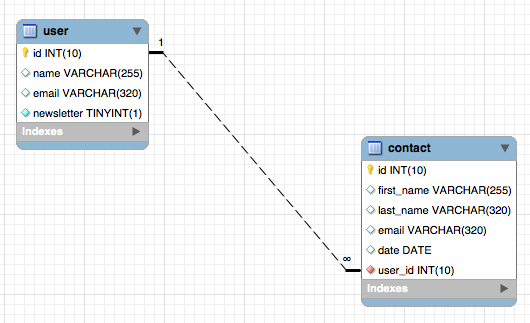 user
id INT(10)
name VARCHAR(255)
email VARCHAR(320)
newsletter TINYINT(1)
Indexes
1
∞
contact
id INT(10)
first_name VARCHAR(255)
last_name VARCHAR(320)
email VARCHAR(320)
date DATE
user_id INT(10)
Indexes